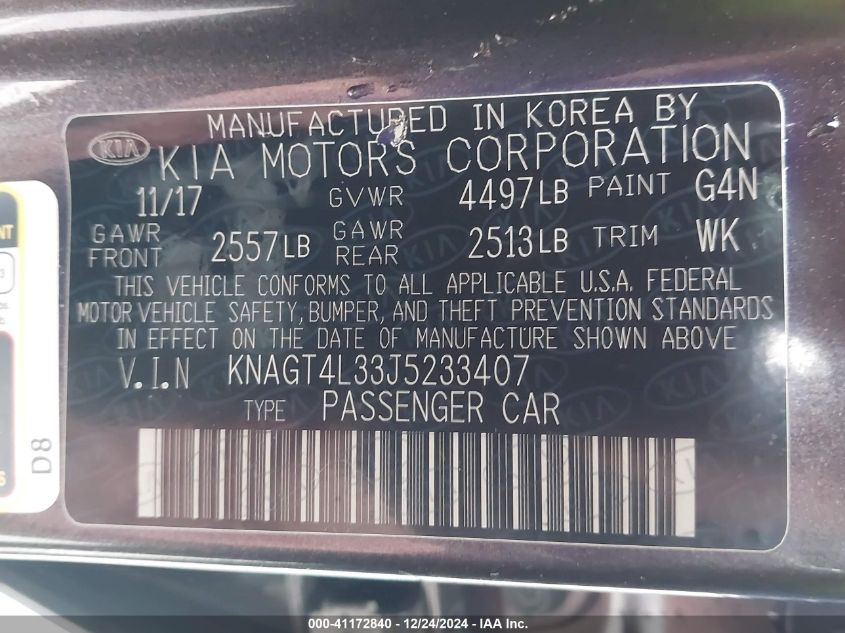 MANUFACTURED IN KOREA BY
KIA KIA MOTORS CORPORATION
11/17 GVWR 4497LB PAINT G4N
GAWR FRONT 2557LB GAWR REAR 2513LB TRIM WK
THIS VEHICLE CONFORMS TO ALL APPLICABLE U.S.A. FEDERAL
MOTOR VEHICLE SAFETY, BUMPER, AND THEFT PREVENTION STANDARDS
IN EFFECT ON THE DATE OF MANUFACTURE SHOWN ABOVE
V.I.N KNAGT4L33J5233407
TYPE PASSENGER CAR
D8
000-41172840 - 12/24/2024 - IAAI.com